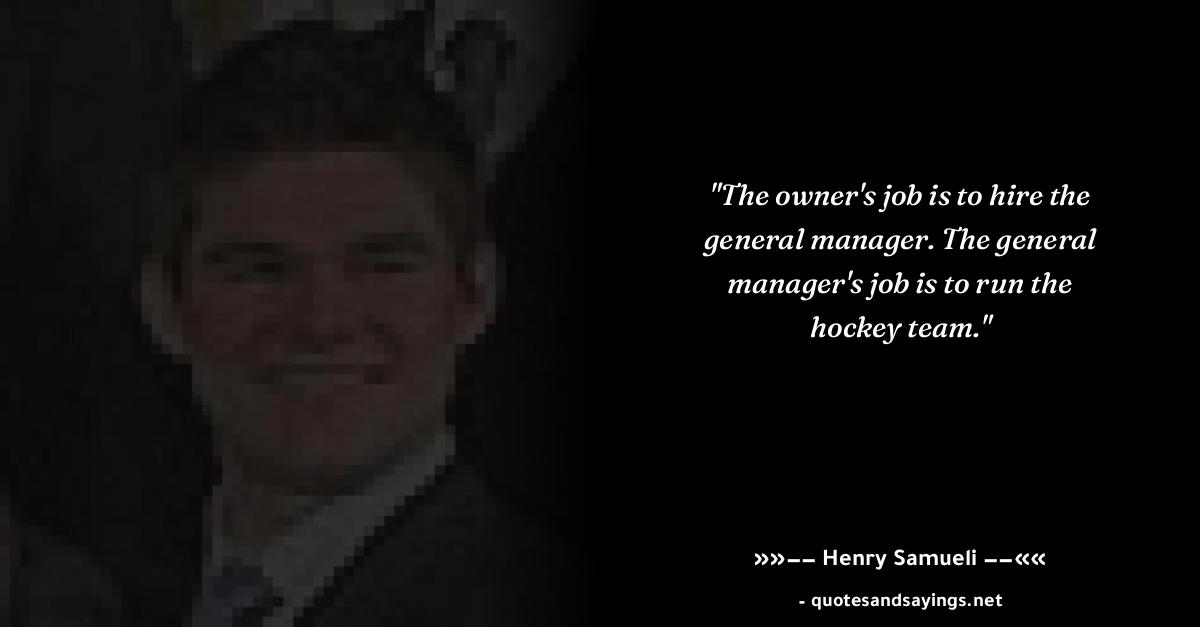 "The owner's job is to hire the
general manager. The general
manager's job is to run the
hockey team."
»»–– Henry Samueli ––««
- quotesandsayings.net